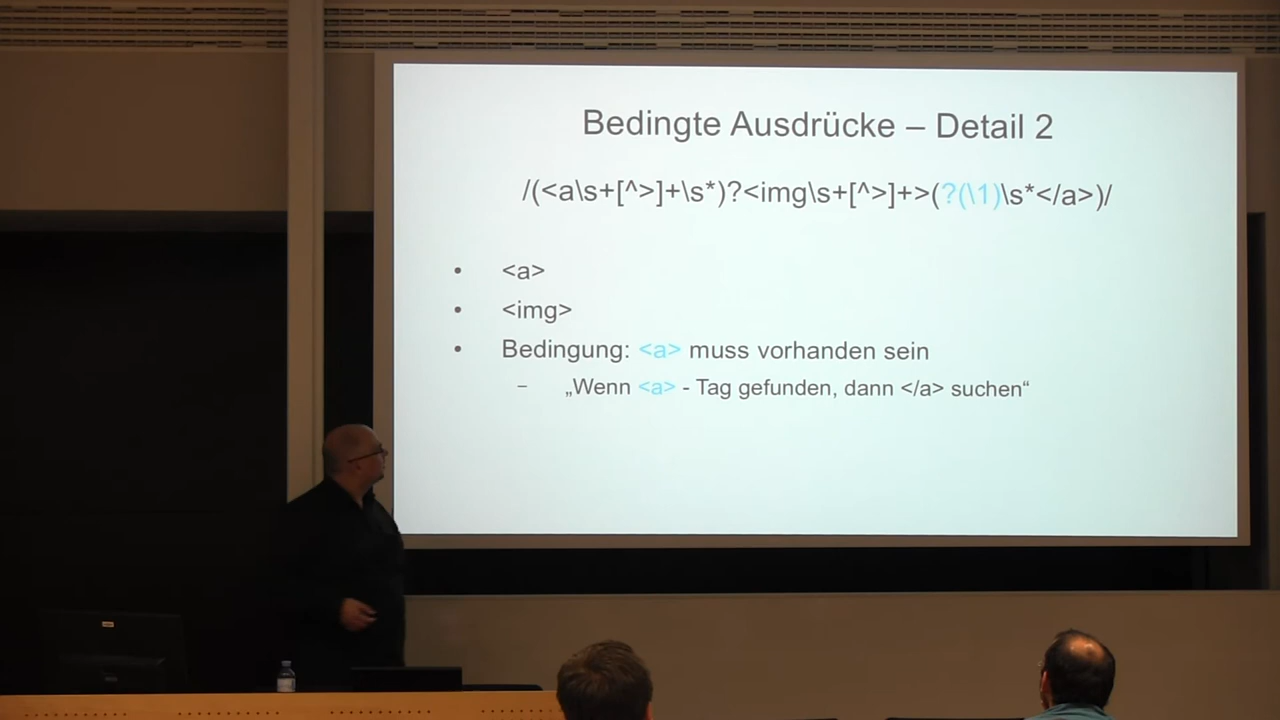 Bedingte Ausdrücke – Detail 2
/(<a\s+[^>]+\s*)?<img\s+[^>]+>(?(\1)\s*</a>)/
• <a>
• <img>
• Bedingung: <a> muss vorhanden sein
– „Wenn <a> - Tag gefunden, dann </a> suchen“